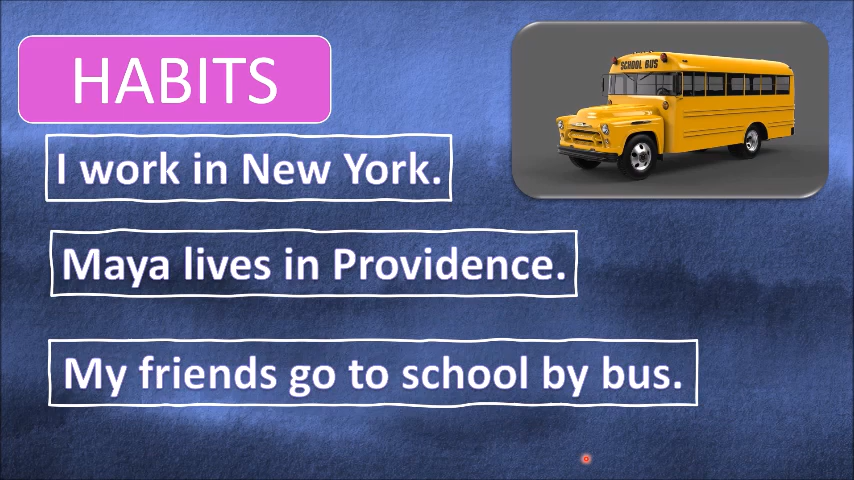 HABITS
SCHOOL BUS
I work in New York.
Maya lives in Providence.
My friends go to school by bus.